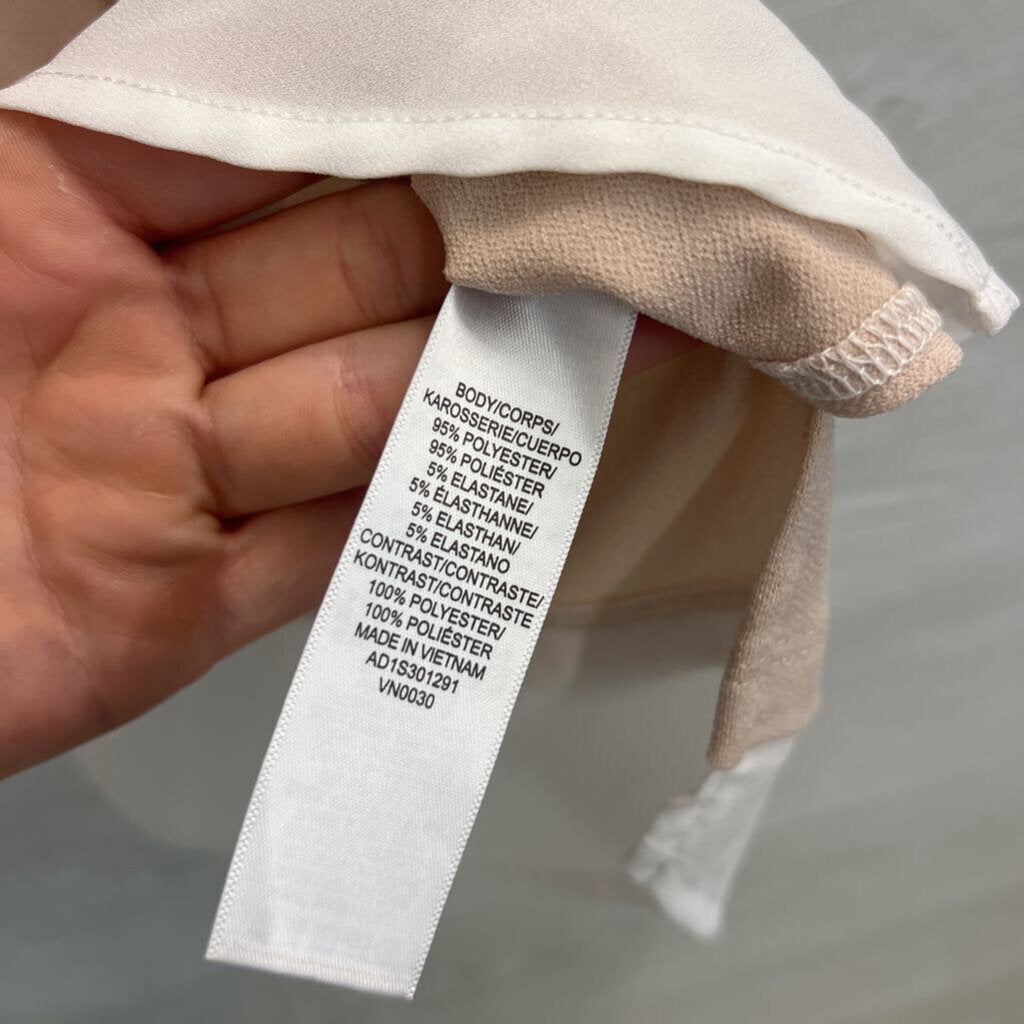 BODY/CORPS/
KAROSSERIE/CUERPO
95% POLYESTER/
95% POLIÉSTER
5% ELASTANE/
5% ÉLASTHANNE/
5% ELASTHAN/
5% ELASTANO
CONTRAST/CONTRASTE/
KONTRAST/CONTRASTE
100% POLYESTER/
100% POLIÉSTER
MADE IN VIETNAM
AD1S301291
VN0030